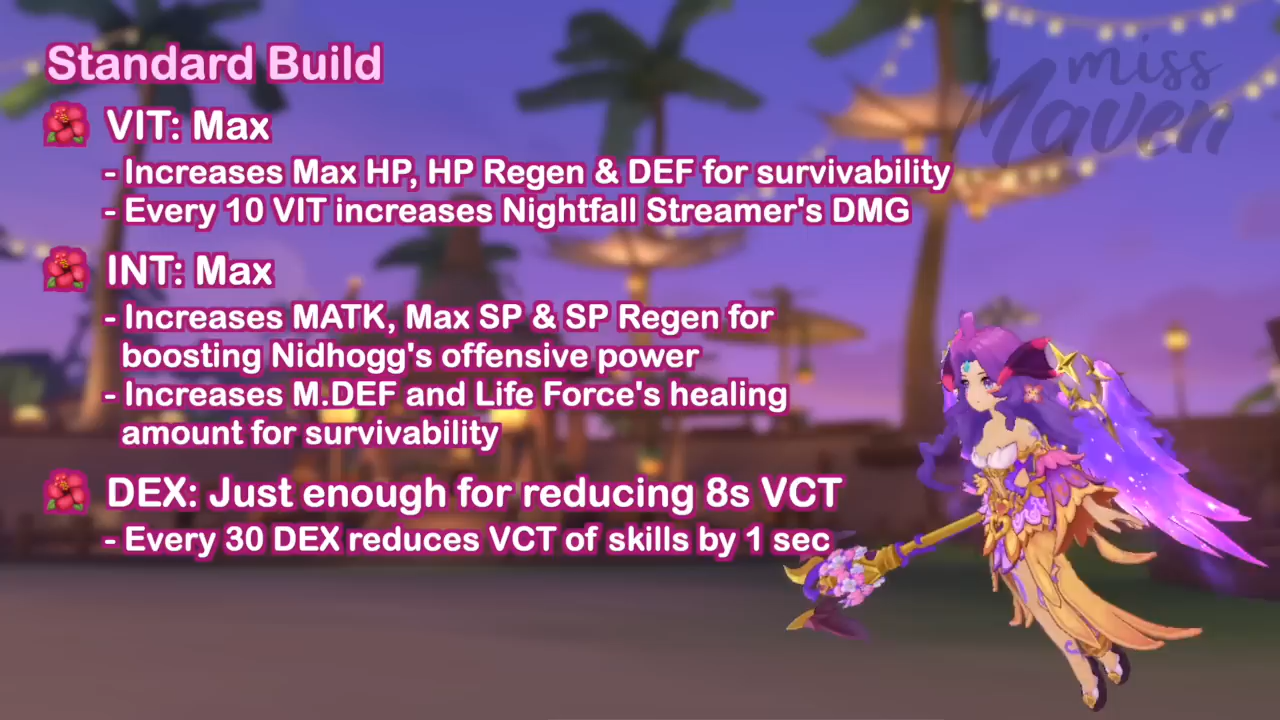 Standard Build
miss
Maven
VIT: Max
- Increases Max HP, HP Regen & DEF for survivability
- Every 10 VIT increases Nightfall Streamer's DMG
INT: Max
- Increases MATK, Max SP & SP Regen for
boosting Nidhogg's offensive power
- Increases M.DEF and Life Force's healing
amount for survivability
DEX: Just enough for reducing 8s VCT
- Every 30 DEX reduces VCT of skills by 1 sec